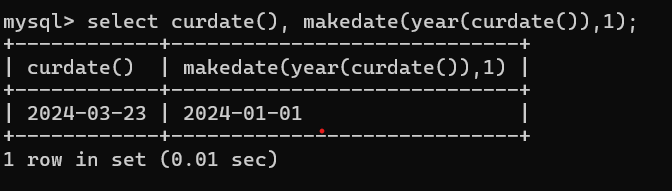 mysql> select curdate(), makedate(year(curdate()),1);
+------------+-----------------------------+
| curdate()  | makedate(year(curdate()),1) |
+------------+-----------------------------+
| 2024-03-23 | 2024-01-01                  |
+------------+-----------------------------+
1 row in set (0.01 sec)